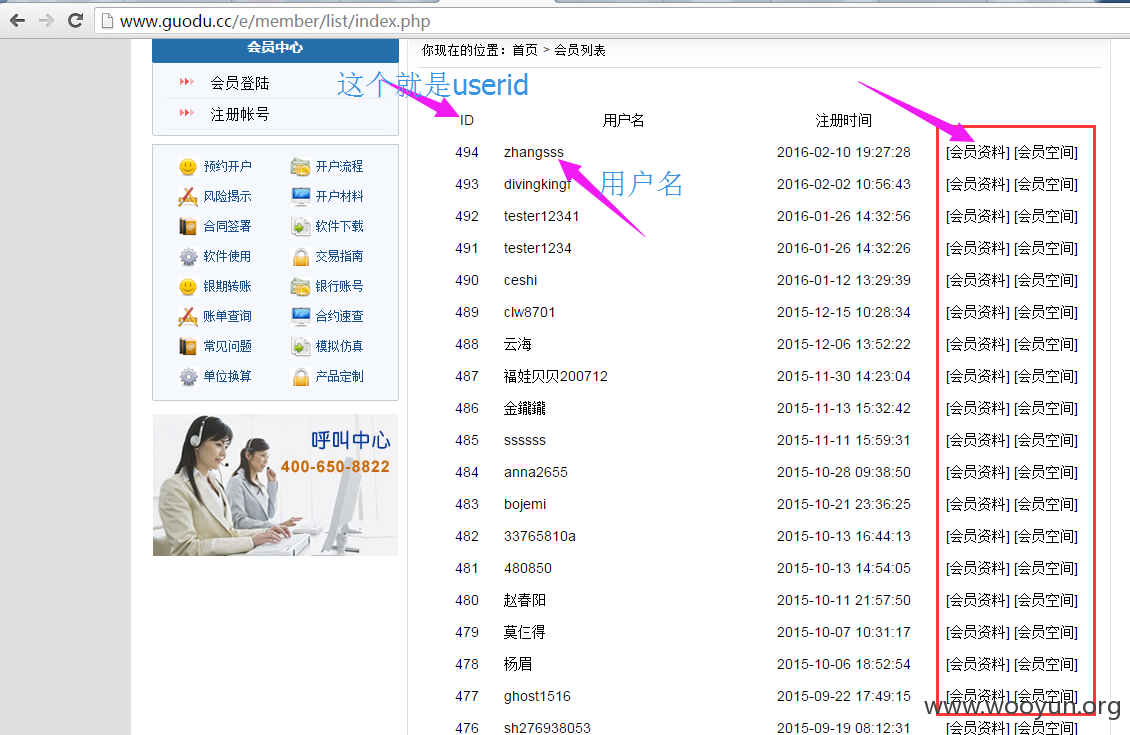 www.guodu.cc/e/member/list/index.php
会员中心
会员登陆
注册帐号
预约开户 开户流程
风险揭示 开户材料
合同签署 软件下载
软件使用 交易指南
银期转账 银行账号
账单查询 合约速查
常见问题 模拟仿真
单位换算 产品定制
呼叫中心
400-650-8822
你现在的位置：首页 > 会员列表
这个就是userid
ID 用户名 注册时间
494 zhangsss 2016-02-10 19:27:28 [会员资料] [会员空间]
用户名
493 divingkingf 2016-02-02 10:56:43 [会员资料] [会员空间]
492 tester12341 2016-01-26 14:32:56 [会员资料] [会员空间]
491 tester1234 2016-01-26 14:32:26 [会员资料] [会员空间]
490 ceshi 2016-01-12 13:29:39 [会员资料] [会员空间]
489 clw8701 2015-12-15 10:28:34 [会员资料] [会员空间]
488 云海 2015-12-06 13:52:22 [会员资料] [会员空间]
487 福娃贝贝200712 2015-11-30 14:23:04 [会员资料] [会员空间]
486 金鑨鑨 2015-11-13 15:32:42 [会员资料] [会员空间]
485 ssssss 2015-11-11 15:59:31 [会员资料] [会员空间]
484 anna2655 2015-10-28 09:38:50 [会员资料] [会员空间]
483 bojemi 2015-10-21 23:36:25 [会员资料] [会员空间]
482 33765810a 2015-10-13 16:44:13 [会员资料] [会员空间]
481 480850 2015-10-13 14:54:05 [会员资料] [会员空间]
480 赵春阳 2015-10-11 21:57:50 [会员资料] [会员空间]
479 莫仨得 2015-10-07 10:31:17 [会员资料] [会员空间]
478 杨眉 2015-10-06 18:52:54 [会员资料] [会员空间]
477 ghost1516 2015-09-22 17:49:15 [会员资料] [会员空间]
476 sh276938053 2015-09-19 08:12:31 [会员资料] [会员空间]
www.wooyun.org